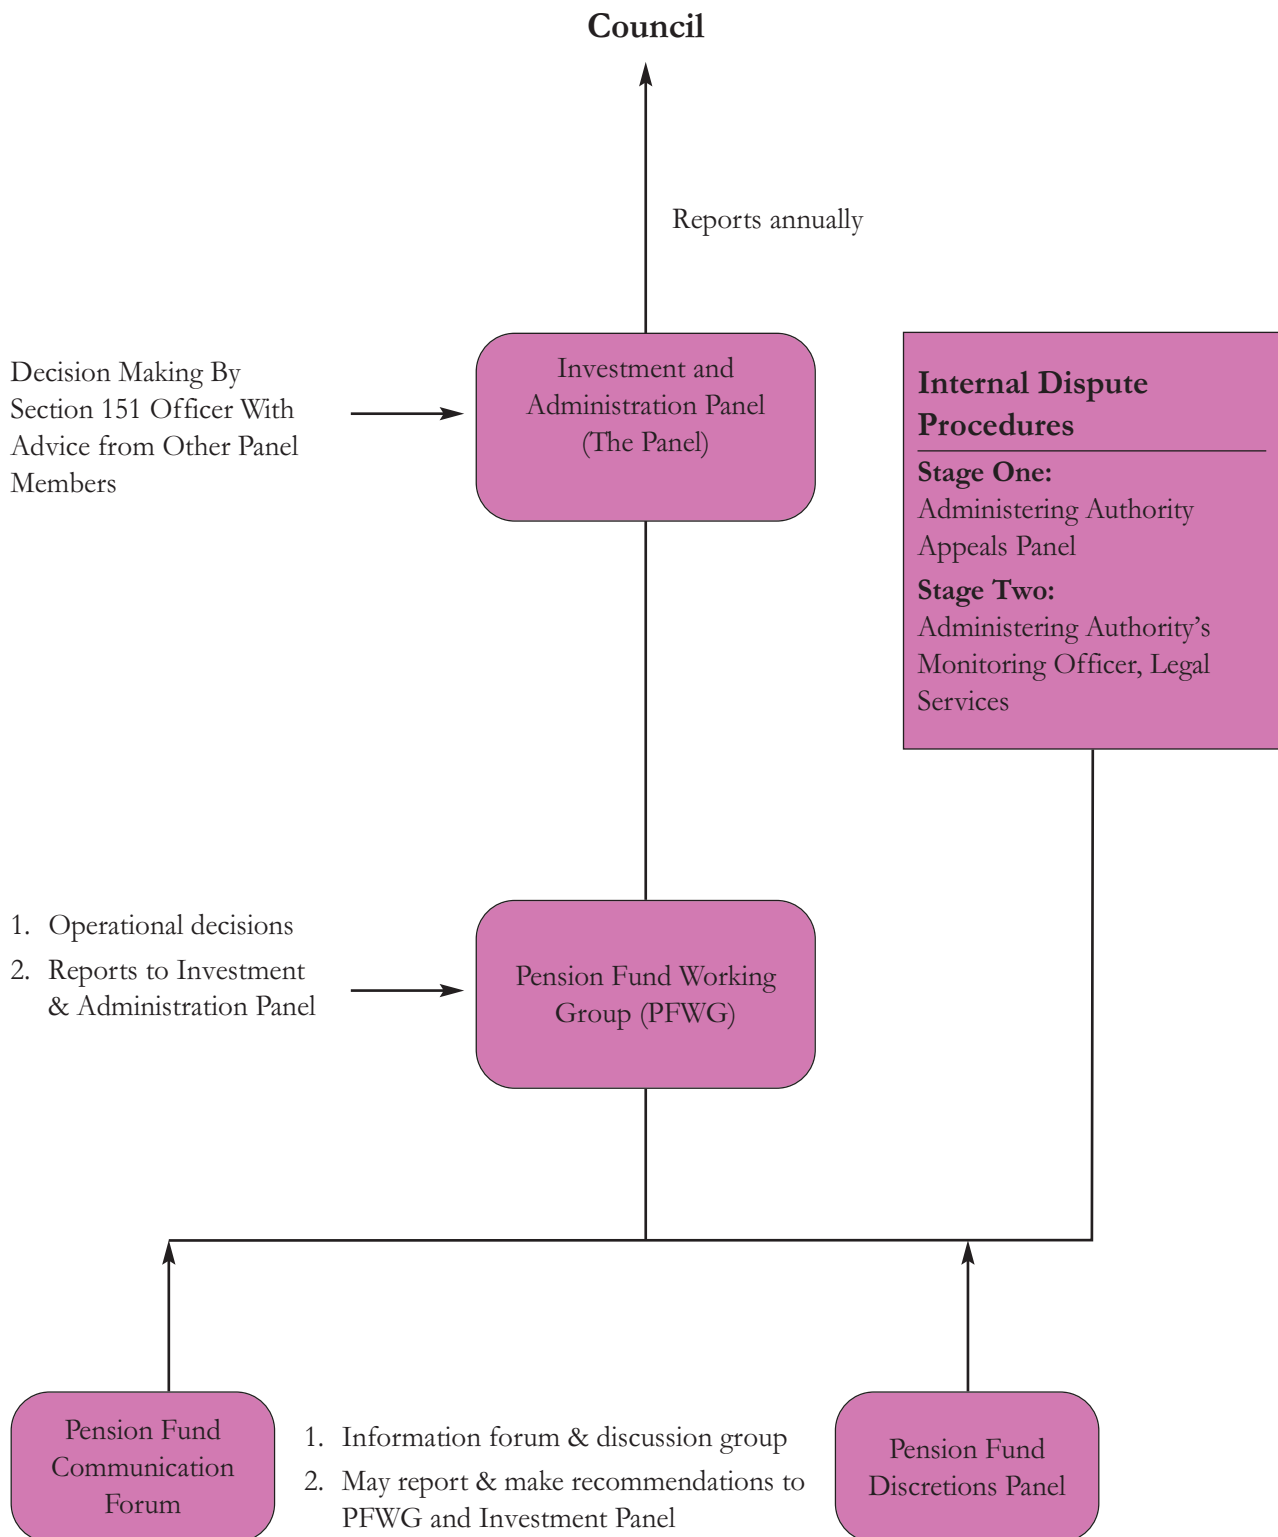 Council
Reports annually
Decision Making By
Section 151 Officer With
Advice from Other Panel
Members
Investment and
Administration Panel
(The Panel)
Internal Dispute
Procedures
Stage One:
Administering Authority
Appeals Panel
Stage Two:
Administering Authority’s
Monitoring Officer, Legal
Services
1. Operational decisions
2. Reports to Investment
& Administration Panel
Pension Fund Working
Group (PFWG)
Pension Fund
Communication
Forum
1. Information forum & discussion group
2. May report & make recommendations to
PFWG and Investment Panel
Pension Fund
Discretions Panel